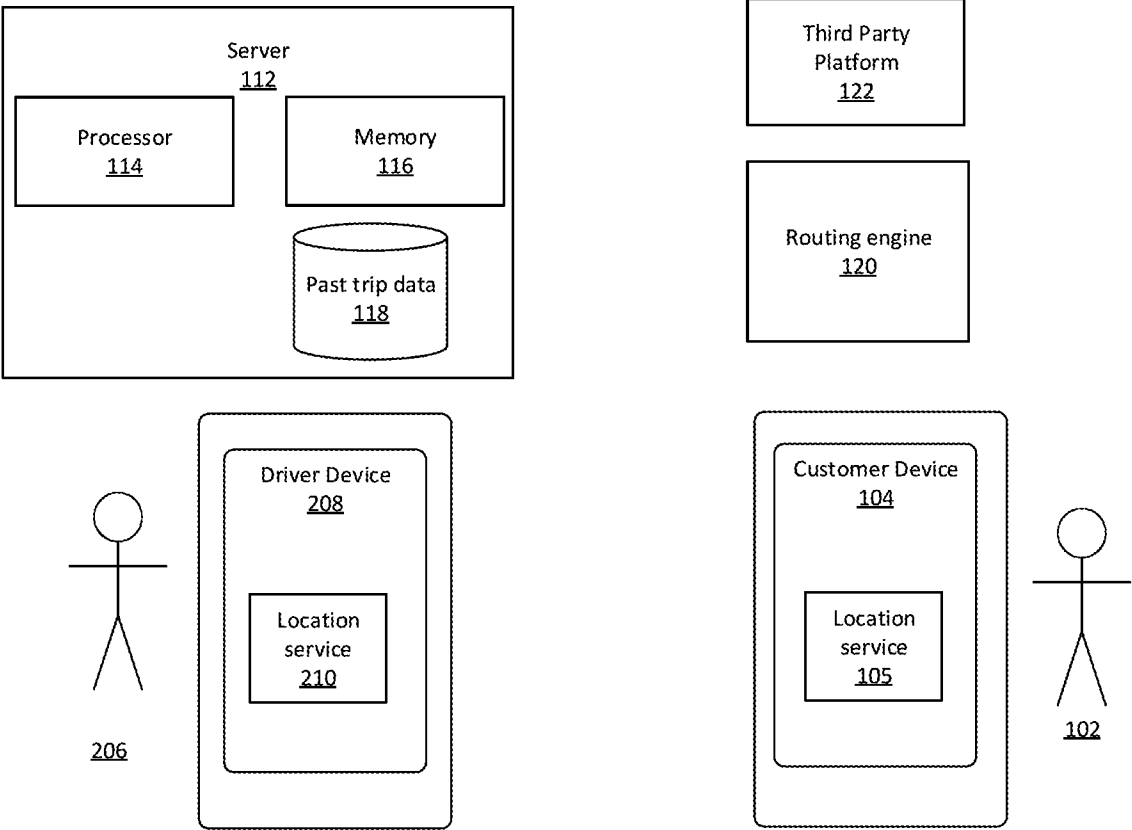 Server
112
Processor
114
Memory
116
Past trip data
118
Third Party
Platform
122
Routing engine
120
Driver Device
208
Location
service
210
206
Customer Device
104
Location
service
105
102